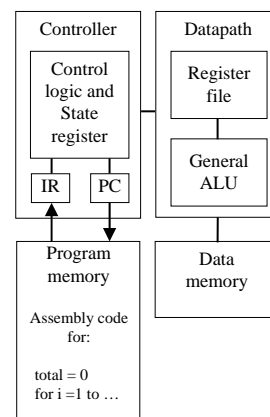 Controller
Control
logic and
State
register
IR
PC
Datapath
Register
file
General
ALU
Program
memory
Assembly code
for:
total = 0
for i =1 to …
Data
memory